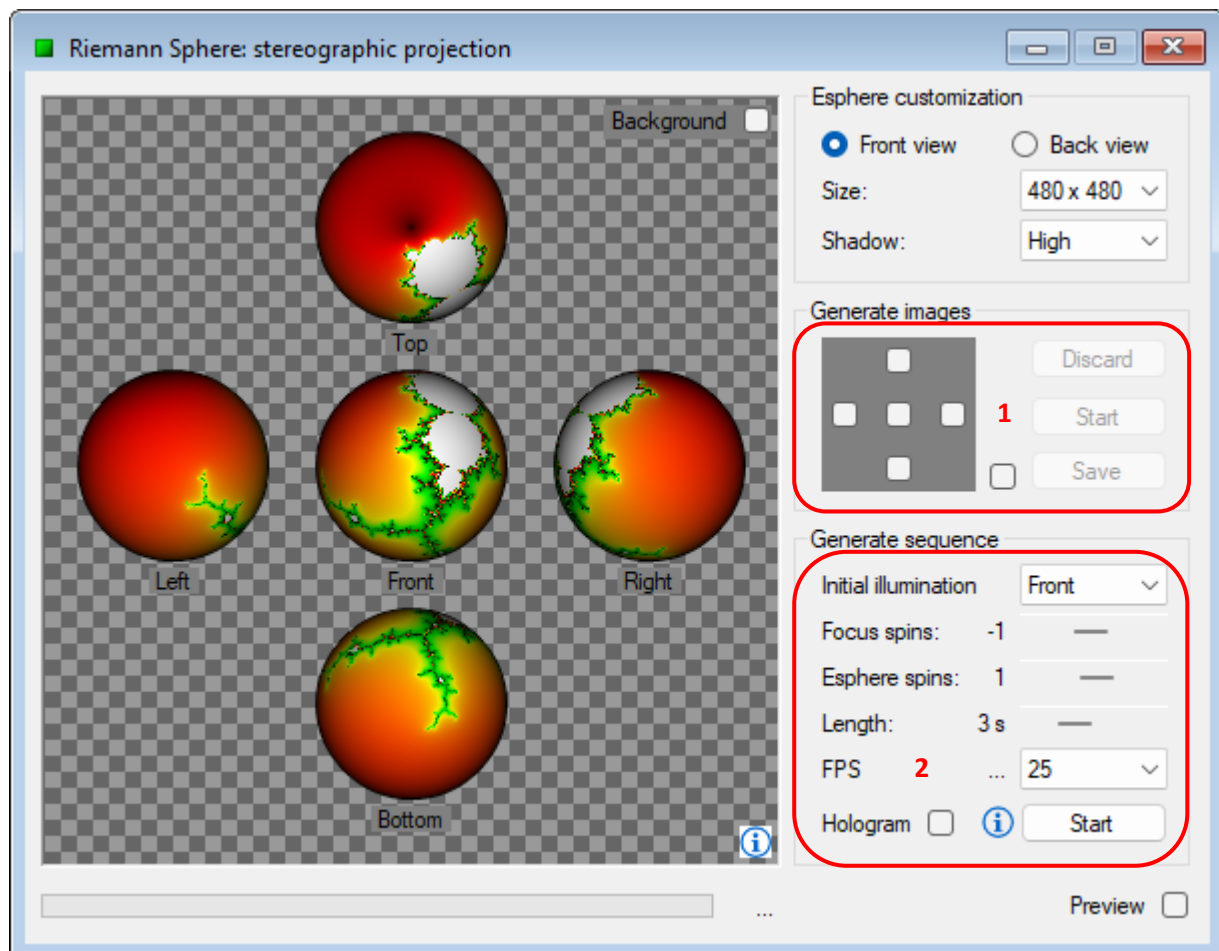 Riemann Sphere: stereographic projection
Background
Top
Left
Front
Right
Bottom
Esphere customization
Front view Back view
Size: 480 x 480
Shadow: High
Generate images
Discard
1 Start
Save
Generate sequence
Initial illumination Front
Focus spins: -1
Esphere spins: 1
Length: 3 s
FPS 2 ... 25
Hologram i Start
i
... Preview